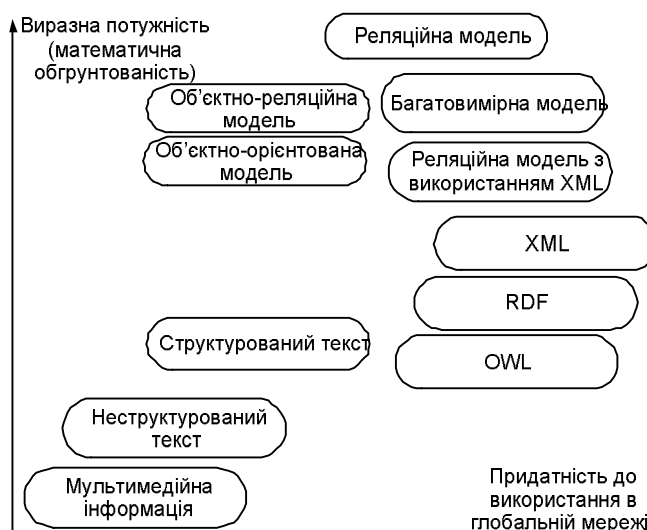 Виразна потужність
(математична
обгрунтованість)
Реляційна модель
Об’єктно-реляційна
модель
Багатовимірна модель
Об’єктно-орієнтована
модель
Реляційна модель з
використанням XML
XML
RDF
Структурований текст
OWL
Неструктурований
текст
Мультимедійна
інформація
Придатність до
використання в
глобальній мережі